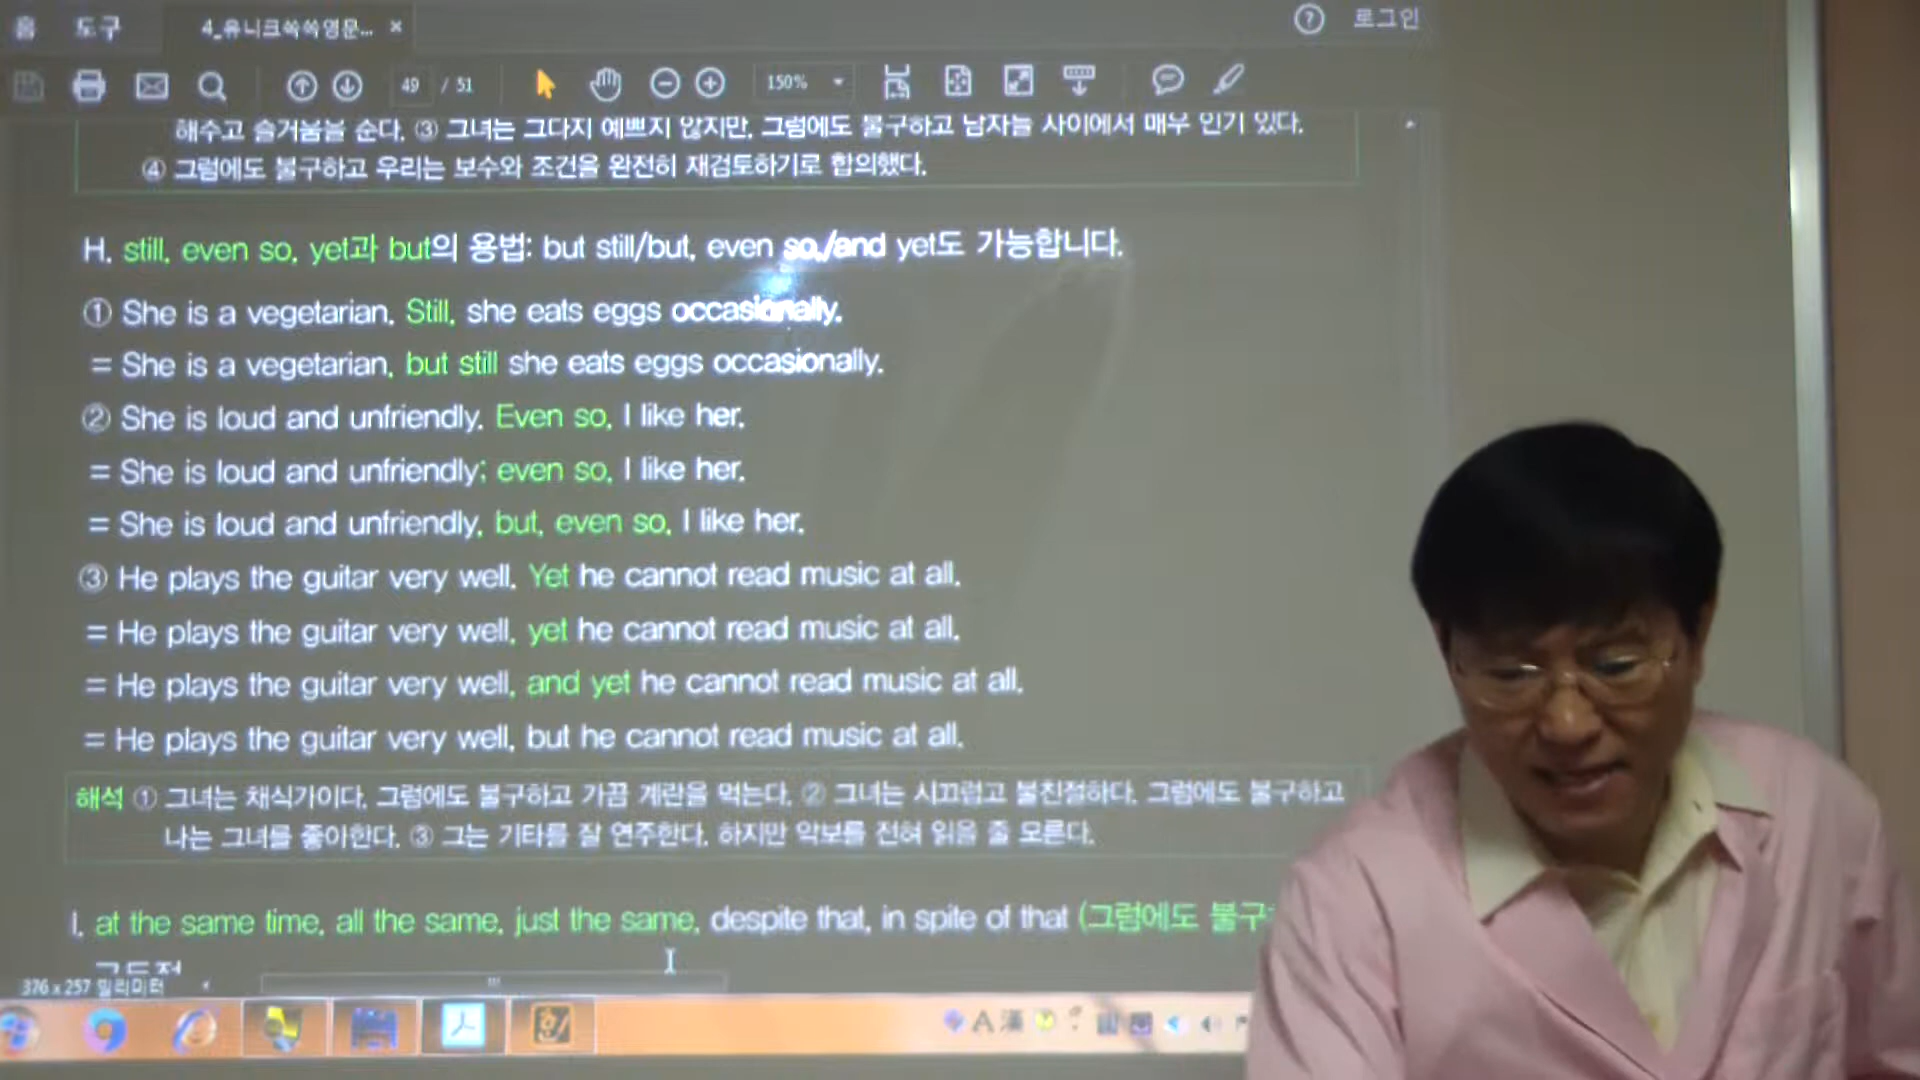 홈 도구 4_유니크쏙쏙영문... × ? 로그인
49 / 51 150%
해주고 즐거움을 준다. ③ 그녀는 그다지 예쁘지 않지만, 그럼에도 불구하고 남자들 사이에서 매우 인기 있다.
④ 그럼에도 불구하고 우리는 보수와 조건을 완전히 재검토하기로 합의했다.
H. still, even so, yet과 but의 용법: but still/but, even so,/and yet도 가능합니다.
① She is a vegetarian. Still, she eats eggs occasionally.
= She is a vegetarian, but still she eats eggs occasionally.
② She is loud and unfriendly. Even so, I like her.
= She is loud and unfriendly; even so, I like her.
= She is loud and unfriendly, but, even so, I like her.
③ He plays the guitar very well. Yet he cannot read music at all.
= He plays the guitar very well, yet he cannot read music at all.
= He plays the guitar very well, and yet he cannot read music at all.
= He plays the guitar very well, but he cannot read music at all.
해석 ① 그녀는 채식가이다. 그럼에도 불구하고 가끔 계란을 먹는다. ② 그녀는 시끄럽고 불친절하다. 그럼에도 불구하고
나는 그녀를 좋아한다. ③ 그는 기타를 잘 연주한다. 하지만 악보를 전혀 읽을 줄 모른다.
I. at the same time, all the same, just the same, despite that, in spite of that (그럼에도 불구
376 x 257 밀리미터
A 漢